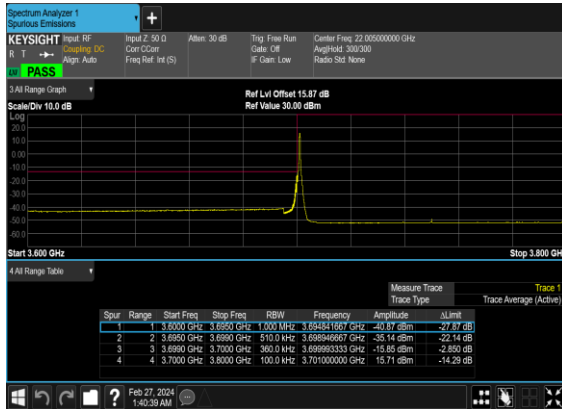 Spectrum Analyzer 1
Spurious Emissions
KEYSIGHT
R T
Input: RF
Coupling: DC
Align: Auto
Input Z: 50 Ω
Corr CCorr
Freq Ref: Int (S)
Atten: 30 dB
Trig: Free Run
Gate: Off
IF Gain: Low
Center Freq: 22.005000000 GHz
Avg|Hold: 300/300
Radio Std: None
PASS
3 All Range Graph
Scale/Div 10.0 dB
Ref Lvl Offset 15.87 dB
Ref Value 30.00 dBm
Log
20.0
10.0
0.00
-10.0
-20.0
-30.0
-40.0
-50.0
-60.0
Start 3.600 GHz
Stop 3.800 GH
4 All Range Table
Measure Trace Trace 1
Trace Type Trace Average (Active)
Spur Range Start Freq Stop Freq RBW Frequency Amplitude ΔLimit
1 1 3.6000 GHz 3.6950 GHz 1.000 MHz 3.694841667 GHz -40.87 dBm -27.87 dB
2 2 3.6950 GHz 3.6990 GHz 510.0 kHz 3.698946667 GHz -35.14 dBm -22.14 dB
3 3 3.6990 GHz 3.7000 GHz 360.0 kHz 3.699993333 GHz -15.85 dBm -2.850 dB
4 4 3.7000 GHz 3.8000 GHz 100.0 kHz 3.701000000 GHz 15.71 dBm -14.29 dB
?
Feb 27, 2024
1:40:39 AM